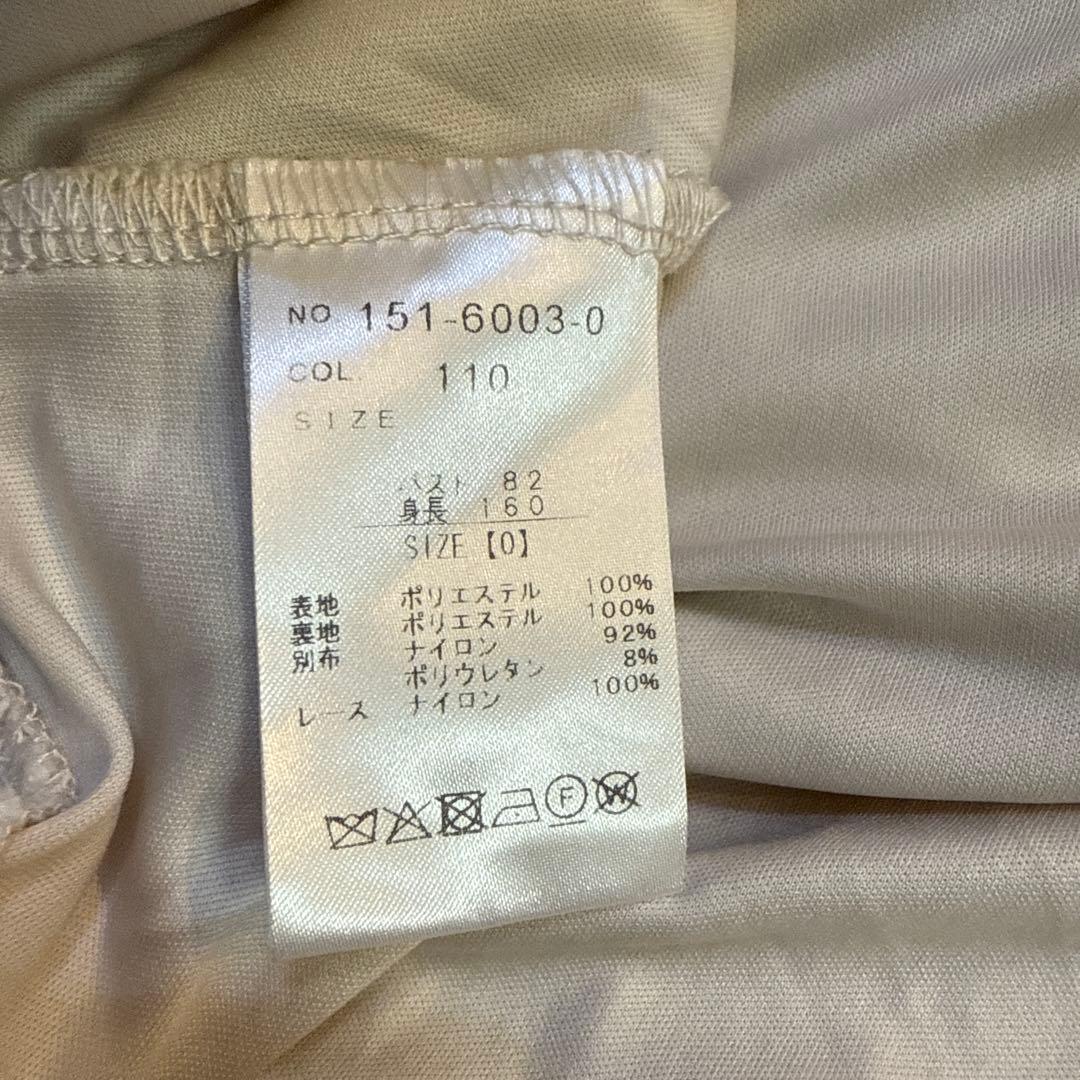 NO 151-6003-0
COL 110
SIZE
バスト 82
身長 160
SIZE【0】
表地 ポリエステル 100%
裏地 ポリエステル 100%
別布 ナイロン 92%
ポリウレタン 8%
レース ナイロン 100%
F W